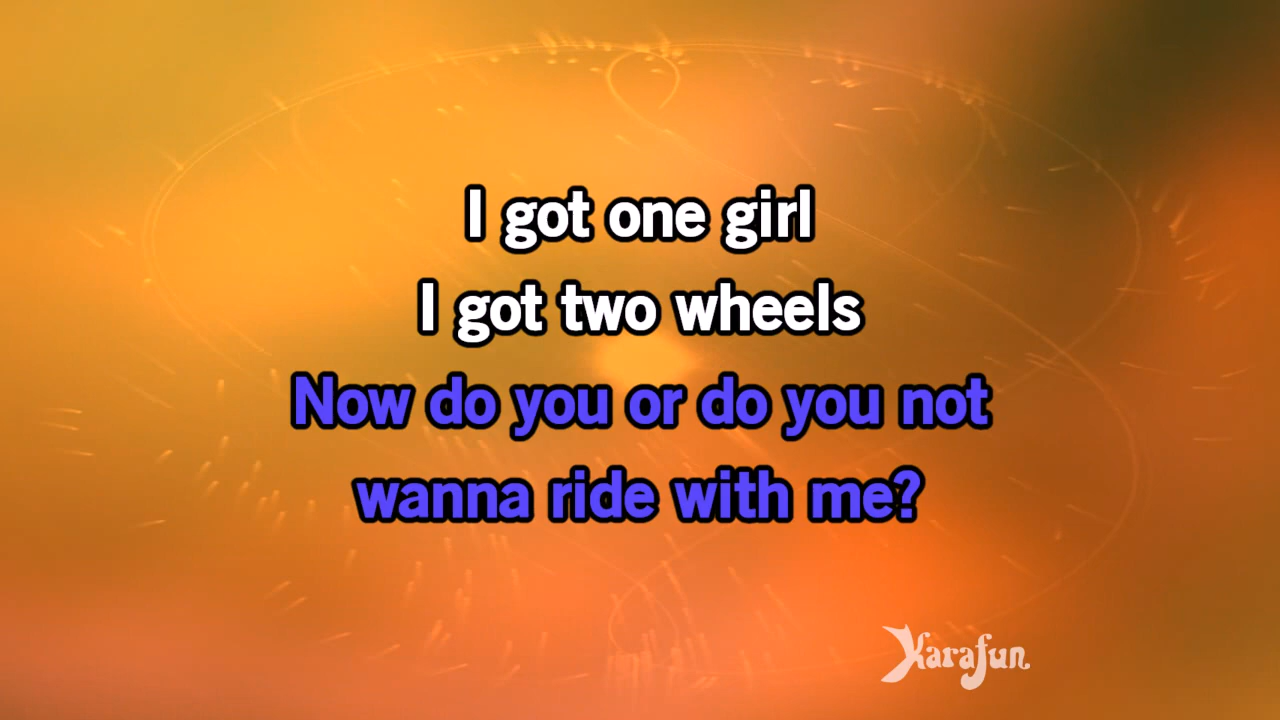 I got one girl
I got two wheels
Now do you or do you not
wanna ride with me?
Karafun